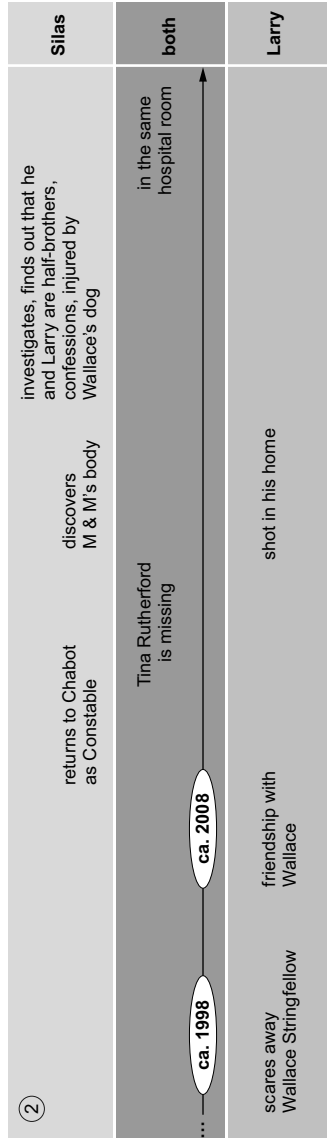 2
Silas
returns to Chabot
as Constable
discovers
M & M's body
investigates, finds out that he
and Larry are half-brothers,
confessions, injured by
Wallace's dog
both
...
ca. 1998
ca. 2008
Tina Rutherford
is missing
in the same
hospital room
Larry
scares away
Wallace Stringfellow
friendship with
Wallace
shot in his home